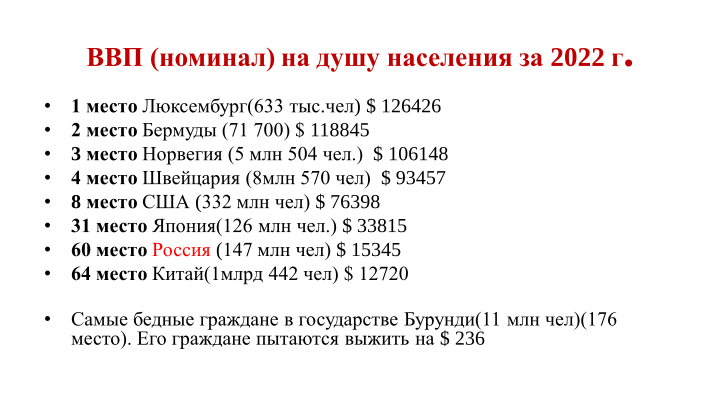 ВВП (номинал) на душу населения за 2022 г.
• 1 место Люксембург(633 тыс.чел) $ 126426
• 2 место Бермуды (71 700) $ 118845
• 3 место Норвегия (5 млн 504 чел.) $ 106148
• 4 место Швейцария (8млн 570 чел) $ 93457
• 8 место США (332 млн чел) $ 76398
• 31 место Япония(126 млн чел.) $ 33815
• 60 место Россия (147 млн чел) $ 15345
• 64 место Китай(1млрд 442 чел) $ 12720
• Самые бедные граждане в государстве Бурунди(11 млн чел)(176
место). Его граждане пытаются выжить на $ 236